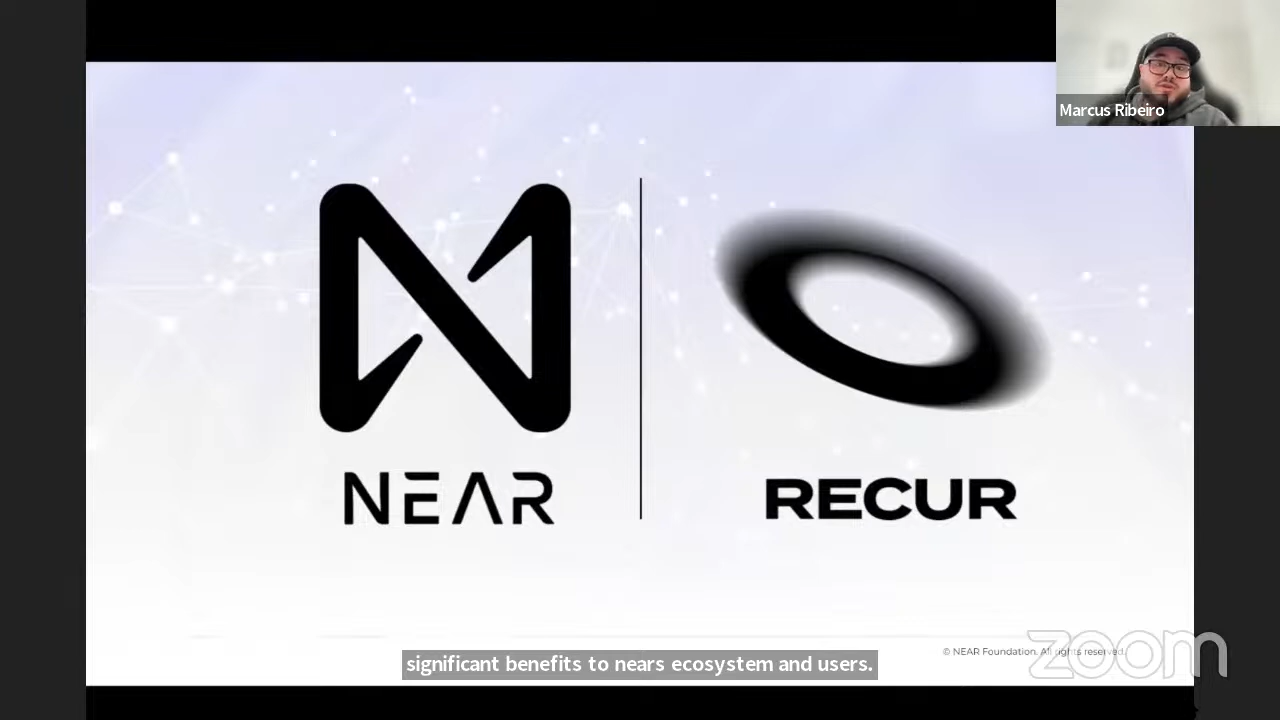 Marcus Ribeiro
NEAR
RECUR
© NEAR Foundation. All rights reserved.
significant benefits to nears ecosystem and users.
zoom